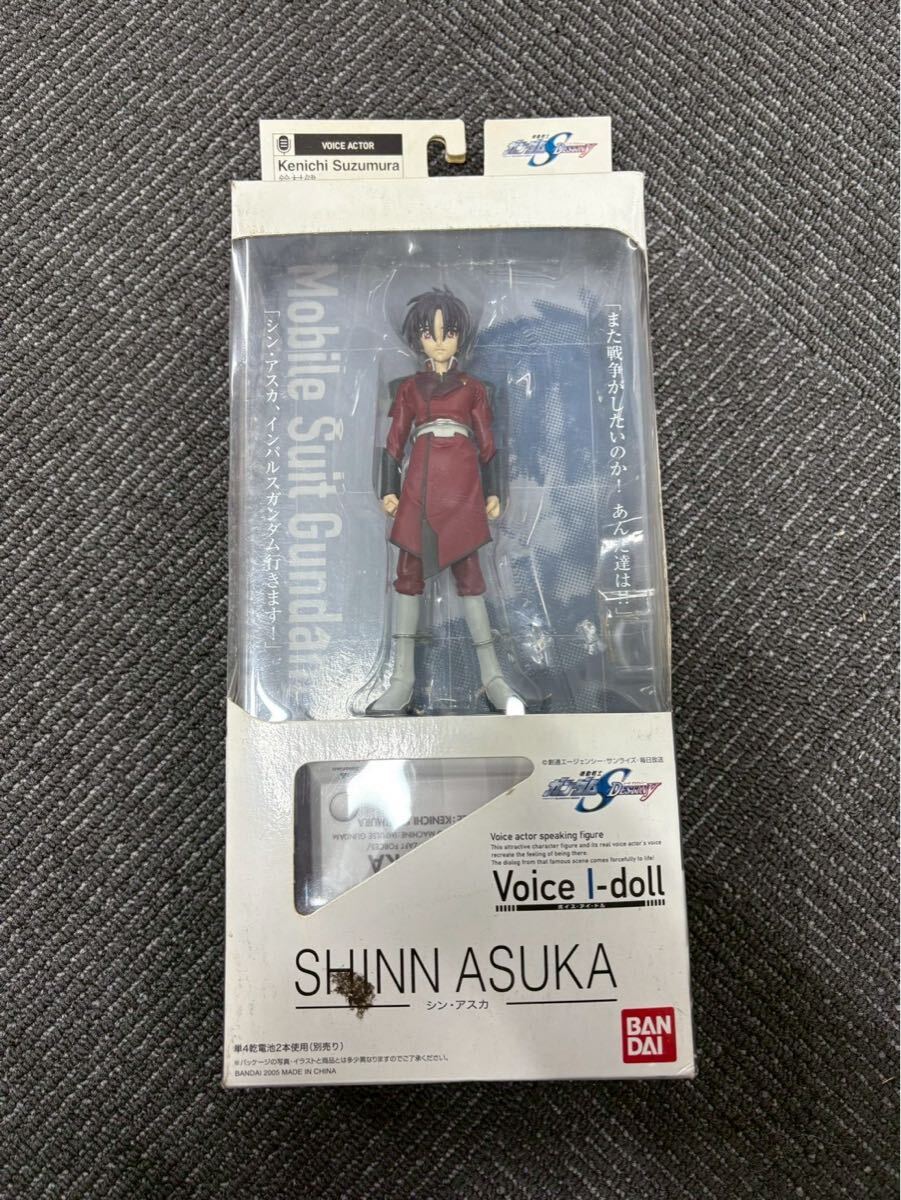 VOICE ACTOR
Kenichi Suzumura
鈴村健
機動戦士
ガンダムSEED DESTINY
Mobile Suit Gundam
「また戦争がしたいのか! あんた達は!!」
「シン・アスカ、インパルスガンダム行きます!」
©創通エージェンシー・サンライズ・毎日放送
機動戦士
ガンダムSEED DESTINY
Voice actor speaking figure
This attractive character figure and its real voice actor's voice
recreate the feeling of being there.
The dialog from that famous scene comes forcefully to life!
Voice I-doll
ボイス・アイ・ドル
SHINN ASUKA
シン・アスカ
単4乾電池2本使用(別売り)
※パッケージの写真・イラストと商品とは多少異なりますのでご了承ください。
BANDAI 2005 MADE IN CHINA
BAN
DAI